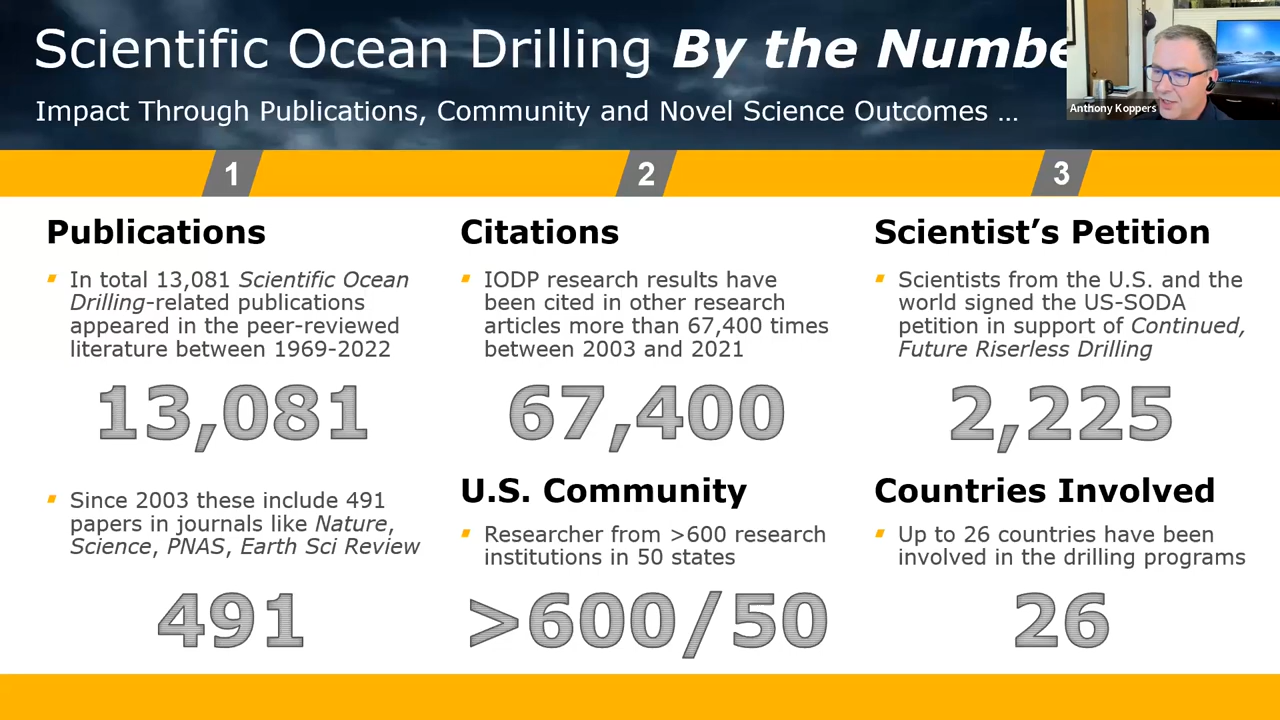 Scientific Ocean Drilling By the Numbe
Impact Through Publications, Community and Novel Science Outcomes ...
Anthony Koppers
1
2
3
Publications
In total 13,081 Scientific Ocean
Drilling-related publications
appeared in the peer-reviewed
literature between 1969-2022
13,081
Since 2003 these include 491
papers in journals like Nature,
Science, PNAS, Earth Sci Review
491
Citations
IODP research results have
been cited in other research
articles more than 67,400 times
between 2003 and 2021
67,400
U.S. Community
Researcher from >600 research
institutions in 50 states
>600/50
Scientist’s Petition
Scientists from the U.S. and the
world signed the US-SODA
petition in support of Continued,
Future Riserless Drilling
2,225
Countries Involved
Up to 26 countries have been
involved in the drilling programs
26